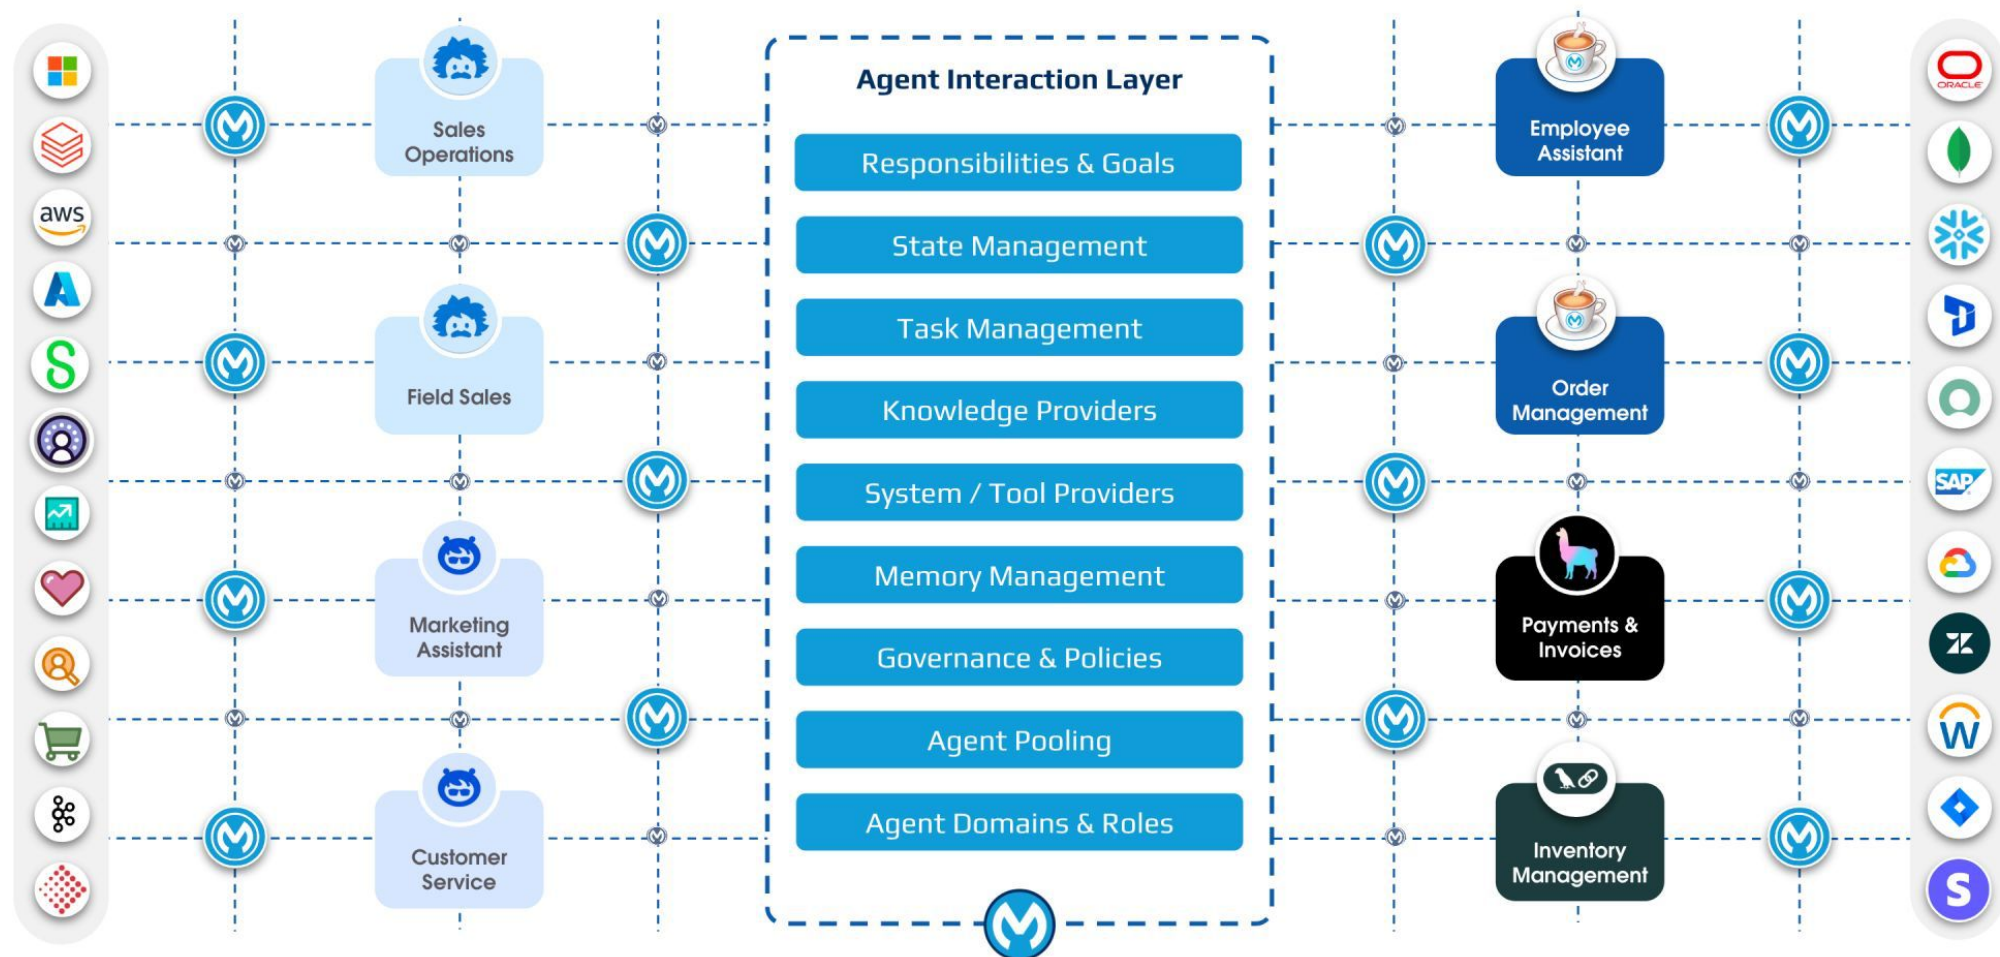 aws
Sales
Operations
Field Sales
Marketing
Assistant
Customer
Service
Agent Interaction Layer
Responsibilities & Goals
State Management
Task Management
Knowledge Providers
System / Tool Providers
Memory Management
Governance & Policies
Agent Pooling
Agent Domains & Roles
Employee
Assistant
Order
Management
Payments &
Invoices
Inventory
Management
ORACLE
SAP